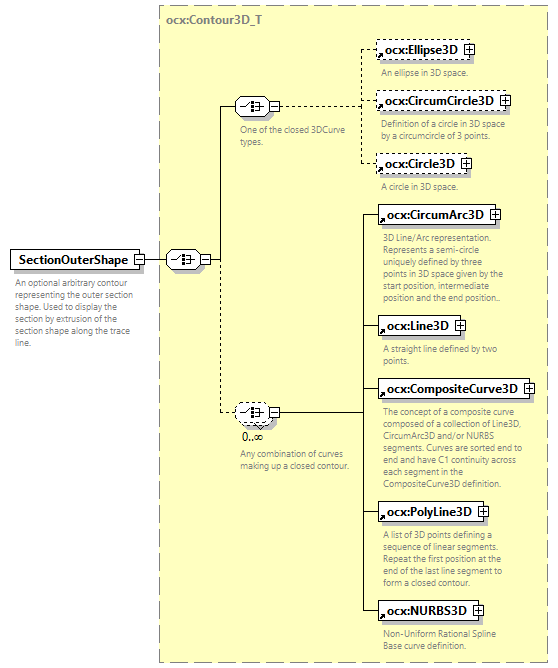 ocx:Contour3D_T
ocx:Ellipse3D
An ellipse in 3D space.
One of the closed 3DCurve
types.
ocx:CircumCircle3D
Definition of a circle in 3D space
by a circumcircle of 3 points.
ocx:Circle3D
A circle in 3D space.
SectionOuterShape
An optional arbitrary contour
representing the outer section
shape. Used to display the
section by extrusion of the
section shape along the trace
line.
ocx:CircumArc3D
3D Line/Arc representation.
Represents a semi-circle
uniquely defined by three
points in 3D space given by the
start position, intermediate
position and the end position..
ocx:Line3D
A straight line defined by two
points.
0..∞
Any combination of curves
making up a closed contour.
ocx:CompositeCurve3D
The concept of a composite curve
composed of a collection of Line3D,
CircumArc3D and/or NURBS
segments. Curves are sorted end to
end and have C1 continuity across
each segment in the
CompositeCurve3D definition.
ocx:PolyLine3D
A list of 3D points defining a
sequence of linear segments.
Repeat the first position at the
end of the last line segment to
form a closed contour.
ocx:NURBS3D
Non-Uniform Rational Spline
Base curve definition.